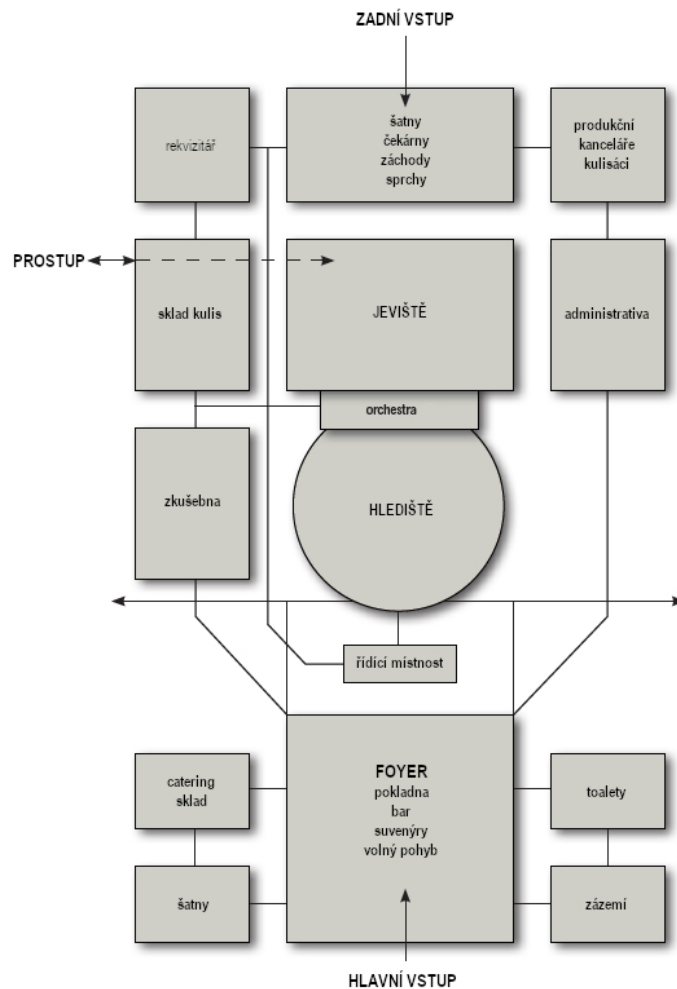 ZADNÍ VSTUP
rekvizitář
šatny
čekárny
záchody
sprchy
produkční
kanceláře
kulisáci
PROSTUP
sklad kulis
JEVIŠTĚ
administrativa
orchestra
zkušebna
HLEDIŠTĚ
řídící místnost
catering
sklad
FOYER
pokladna
bar
suvenýry
volný pohyb
toalety
šatny
zázemí
HLAVNÍ VSTUP